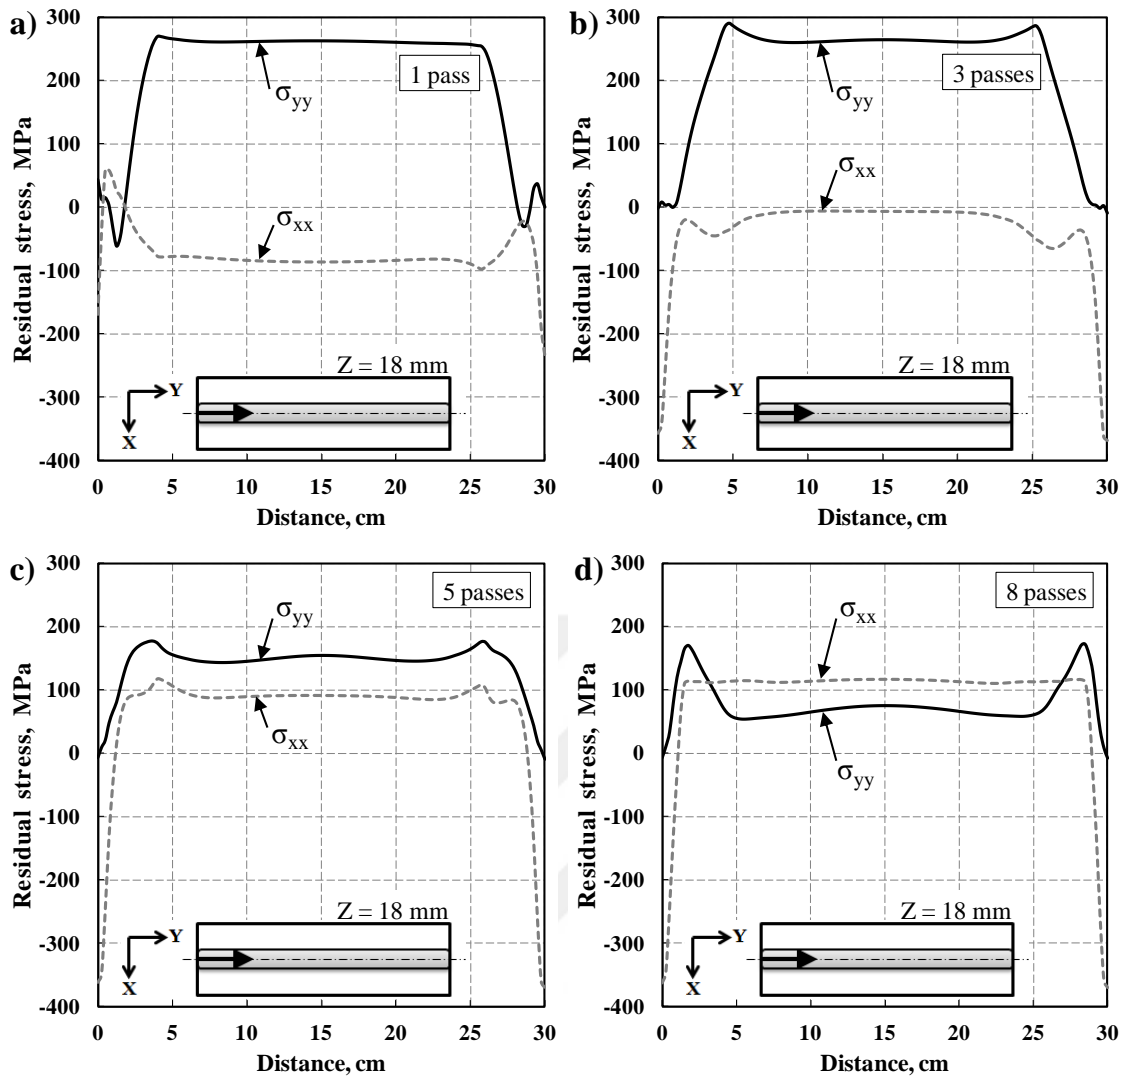 a)
300
200
100
0
-100
-200
-300
-400
Residual stress, MPa
1 pass
σyy
σxx
Z = 18 mm
Y
X
0 5 10 15 20 25 30
Distance, cm
b)
300
200
100
0
-100
-200
-300
-400
Residual stress, MPa
3 passes
σyy
σxx
Z = 18 mm
Y
X
0 5 10 15 20 25 30
Distance, cm
c)
300
200
100
0
-100
-200
-300
-400
Residual stress, MPa
5 passes
σyy
σxx
Z = 18 mm
Y
X
0 5 10 15 20 25 30
Distance, cm
d)
300
200
100
0
-100
-200
-300
-400
Residual stress, MPa
8 passes
σxx
σyy
Z = 18 mm
Y
X
0 5 10 15 20 25 30
Distance, cm